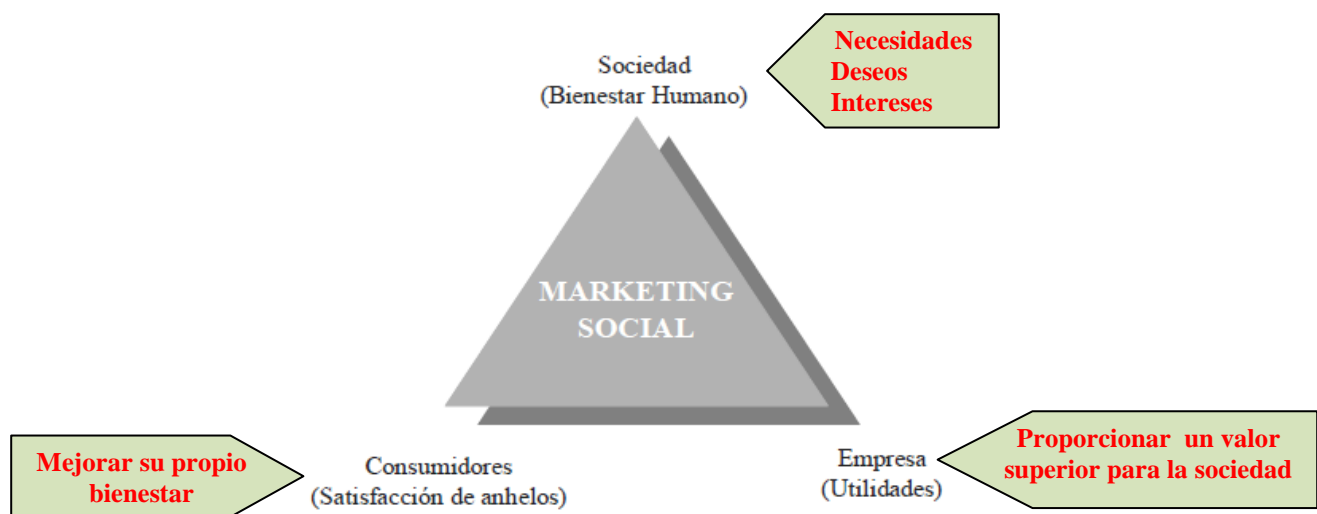 Sociedad
(Bienestar Humano)
Necesidades
Deseos
Intereses
MARKETING
SOCIAL
Mejorar su propio
bienestar
Consumidores
(Satisfacción de anhelos)
Empresa
(Utilidades)
Proporcionar un valor
superior para la sociedad